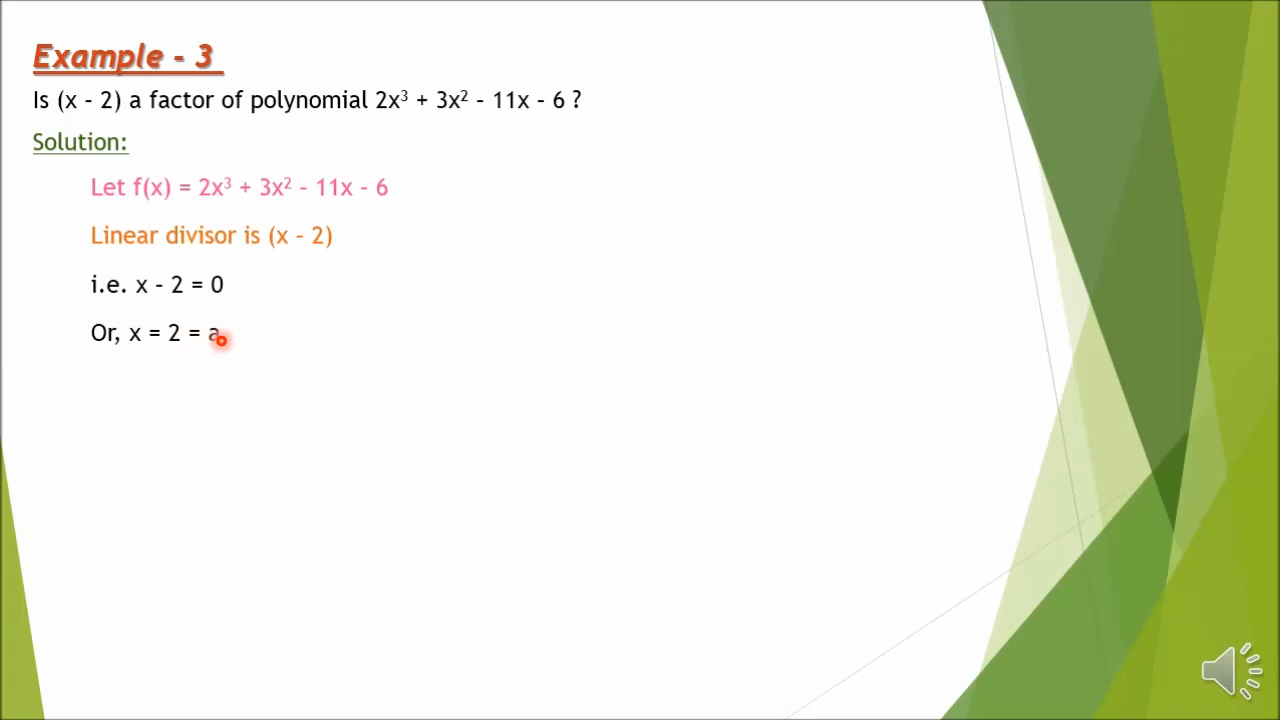 Example - 3
Is (x – 2) a factor of polynomial 2x³ + 3x² – 11x – 6 ?
Solution:
Let f(x) = 2x³ + 3x² – 11x – 6
Linear divisor is (x – 2)
i.e. x – 2 = 0
Or, x = 2 = a